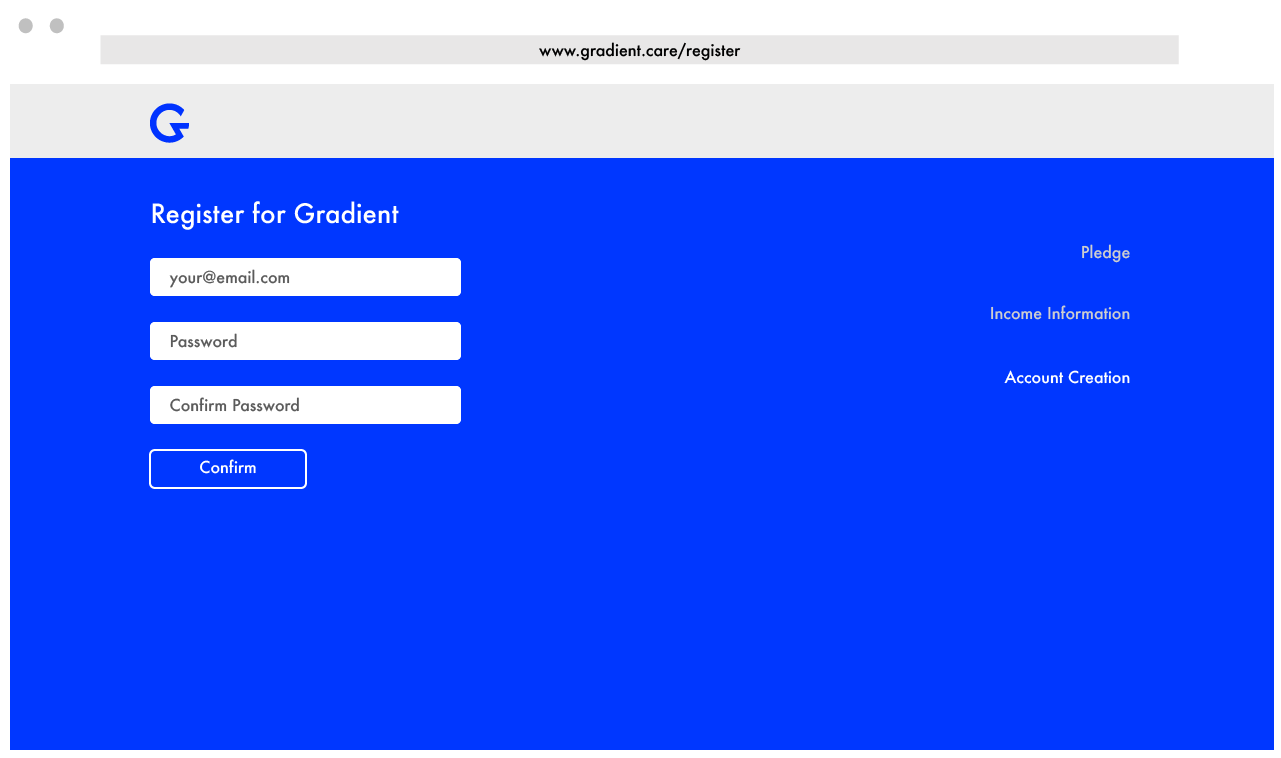 www.gradient.care/register
G
Register for Gradient
your@email.com
Password
Confirm Password
Confirm
Pledge
Income Information
Account Creation